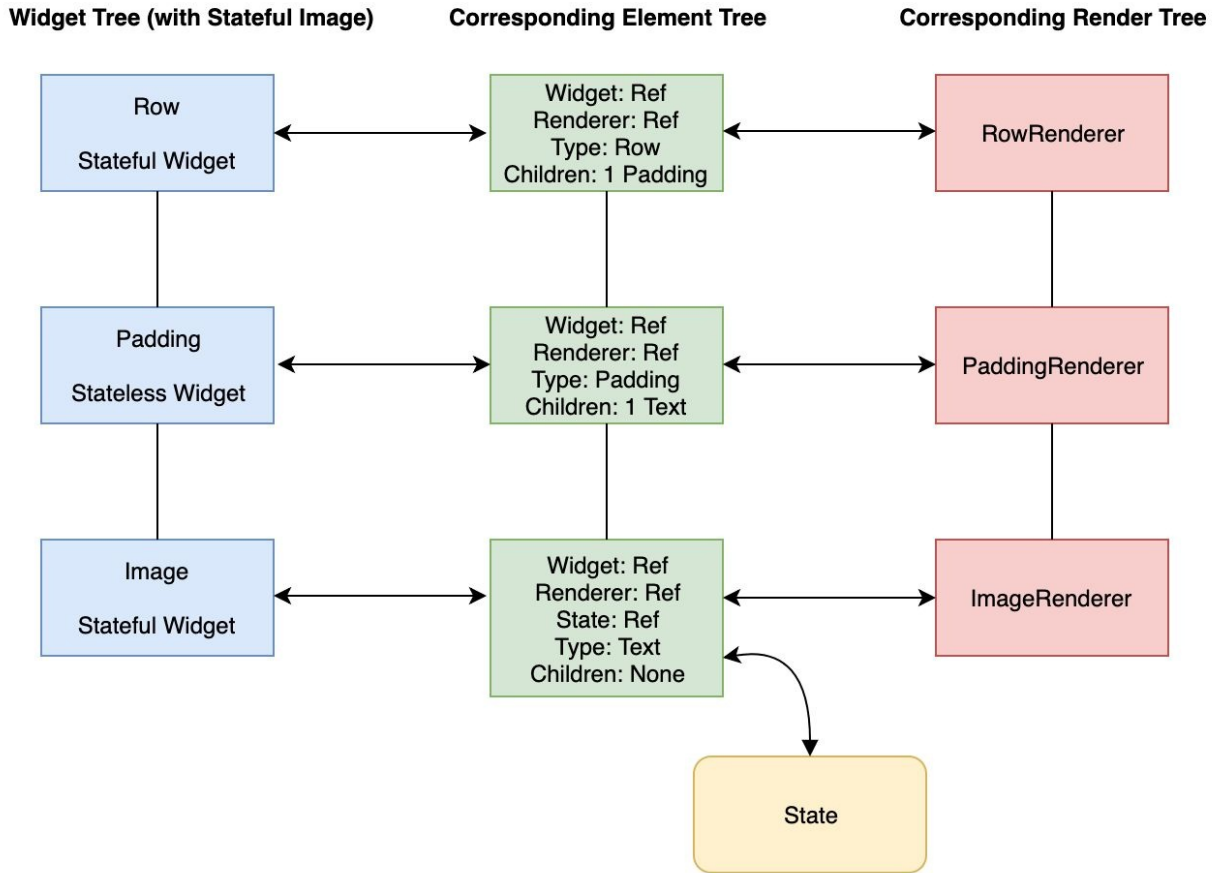 Widget Tree (with Stateful Image)
Corresponding Element Tree
Corresponding Render Tree
Row
Stateful Widget
Widget: Ref
Renderer: Ref
Type: Row
Children: 1 Padding
RowRenderer
Padding
Stateless Widget
Widget: Ref
Renderer: Ref
Type: Padding
Children: 1 Text
PaddingRenderer
Image
Stateful Widget
Widget: Ref
Renderer: Ref
State: Ref
Type: Text
Children: None
ImageRenderer
State